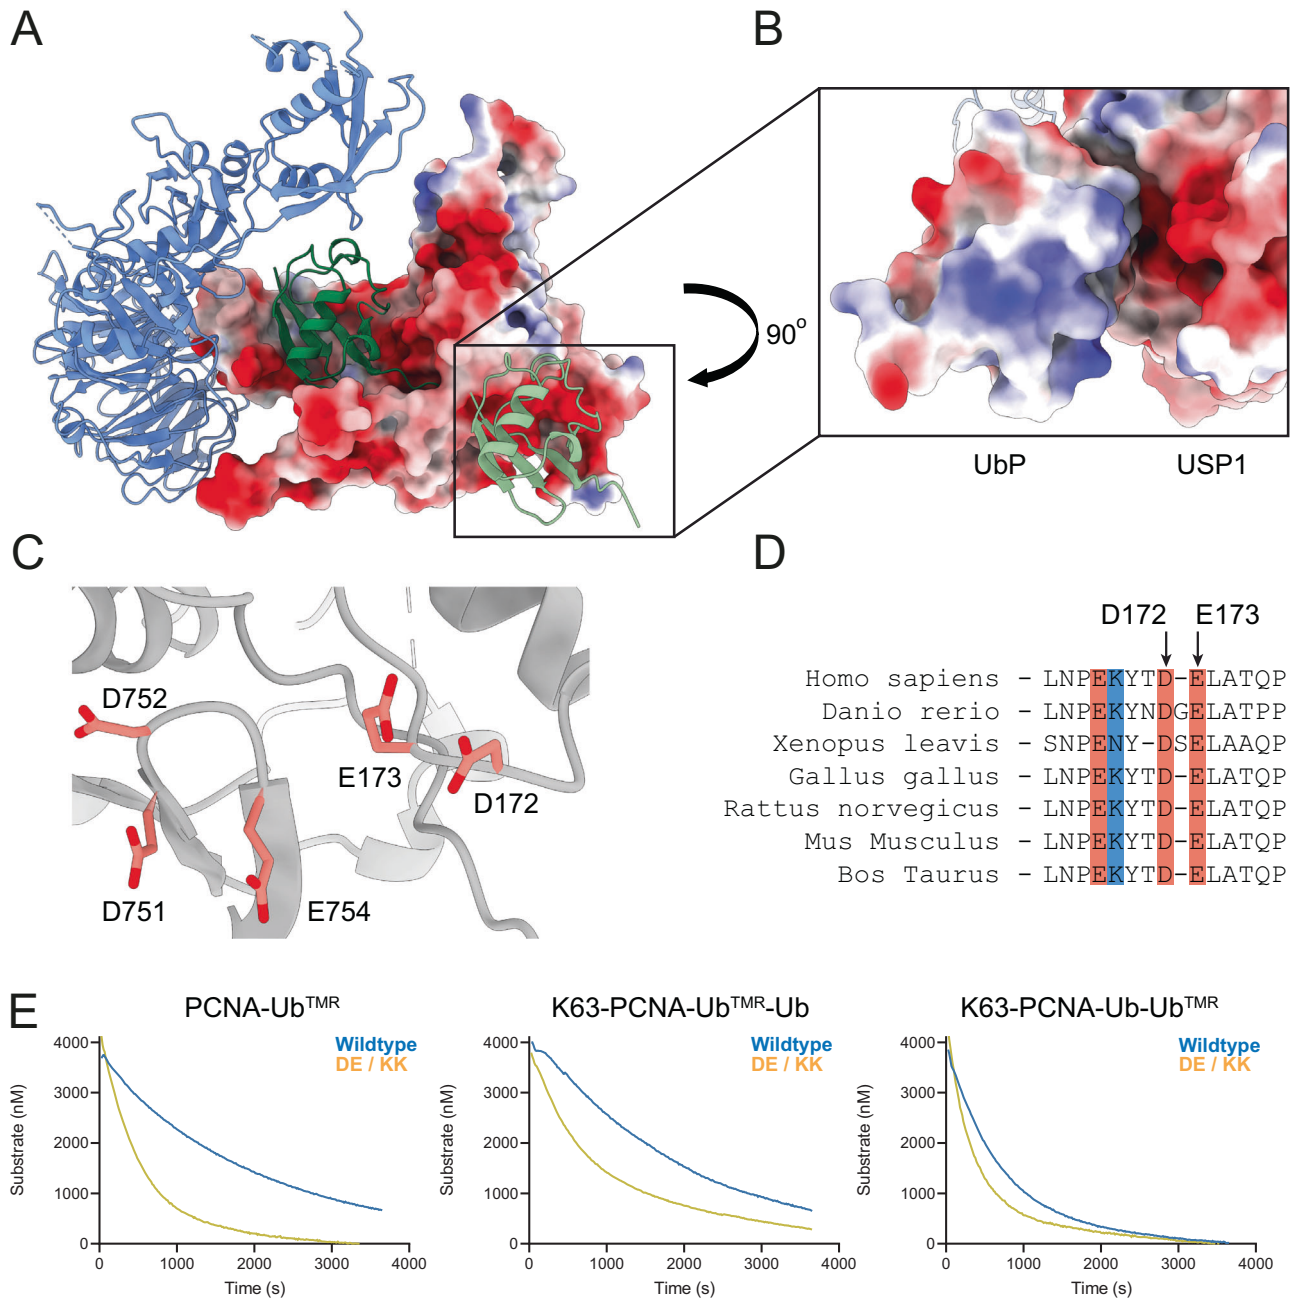 A
B
90°
UbP
USP1
C
D752
E173
D172
D751
E754
D
D172 E173
Homo sapiens - LNPEKYTD-ELATQP
Danio rerio - LNPEKYNDGELATPP
Xenopus leavis - SNPENY-DSELAAQP
Gallus gallus - LNPEKYTD-ELATQP
Rattus norvegicus - LNPEKYTD-ELATQP
Mus Musculus - LNPEKYTD-ELATQP
Bos Taurus - LNPEKYTD-ELATQP
E
PCNA-Ub^TMR
Wildtype
DE / KK
Substrate (nM)
4000
3000
2000
1000
0
0 1000 2000 3000 4000
Time (s)
K63-PCNA-Ub^TMR-Ub
Wildtype
DE / KK
Substrate (nM)
4000
3000
2000
1000
0
0 1000 2000 3000 4000
Time (s)
K63-PCNA-Ub-Ub^TMR
Wildtype
DE / KK
Substrate (nM)
4000
3000
2000
1000
0
0 1000 2000 3000 4000
Time (s)